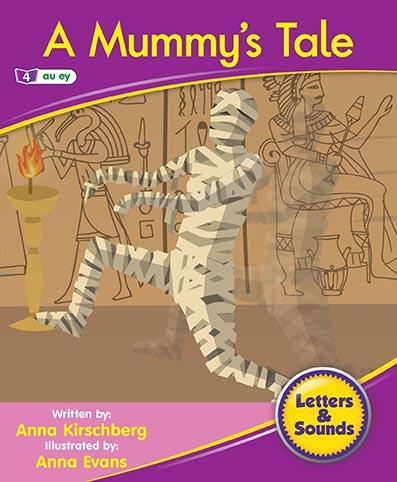 A Mummy's Tale
4 au ey
Written by:
Anna Kirschberg
Illustrated by:
Anna Evans
Letters
&
Sounds